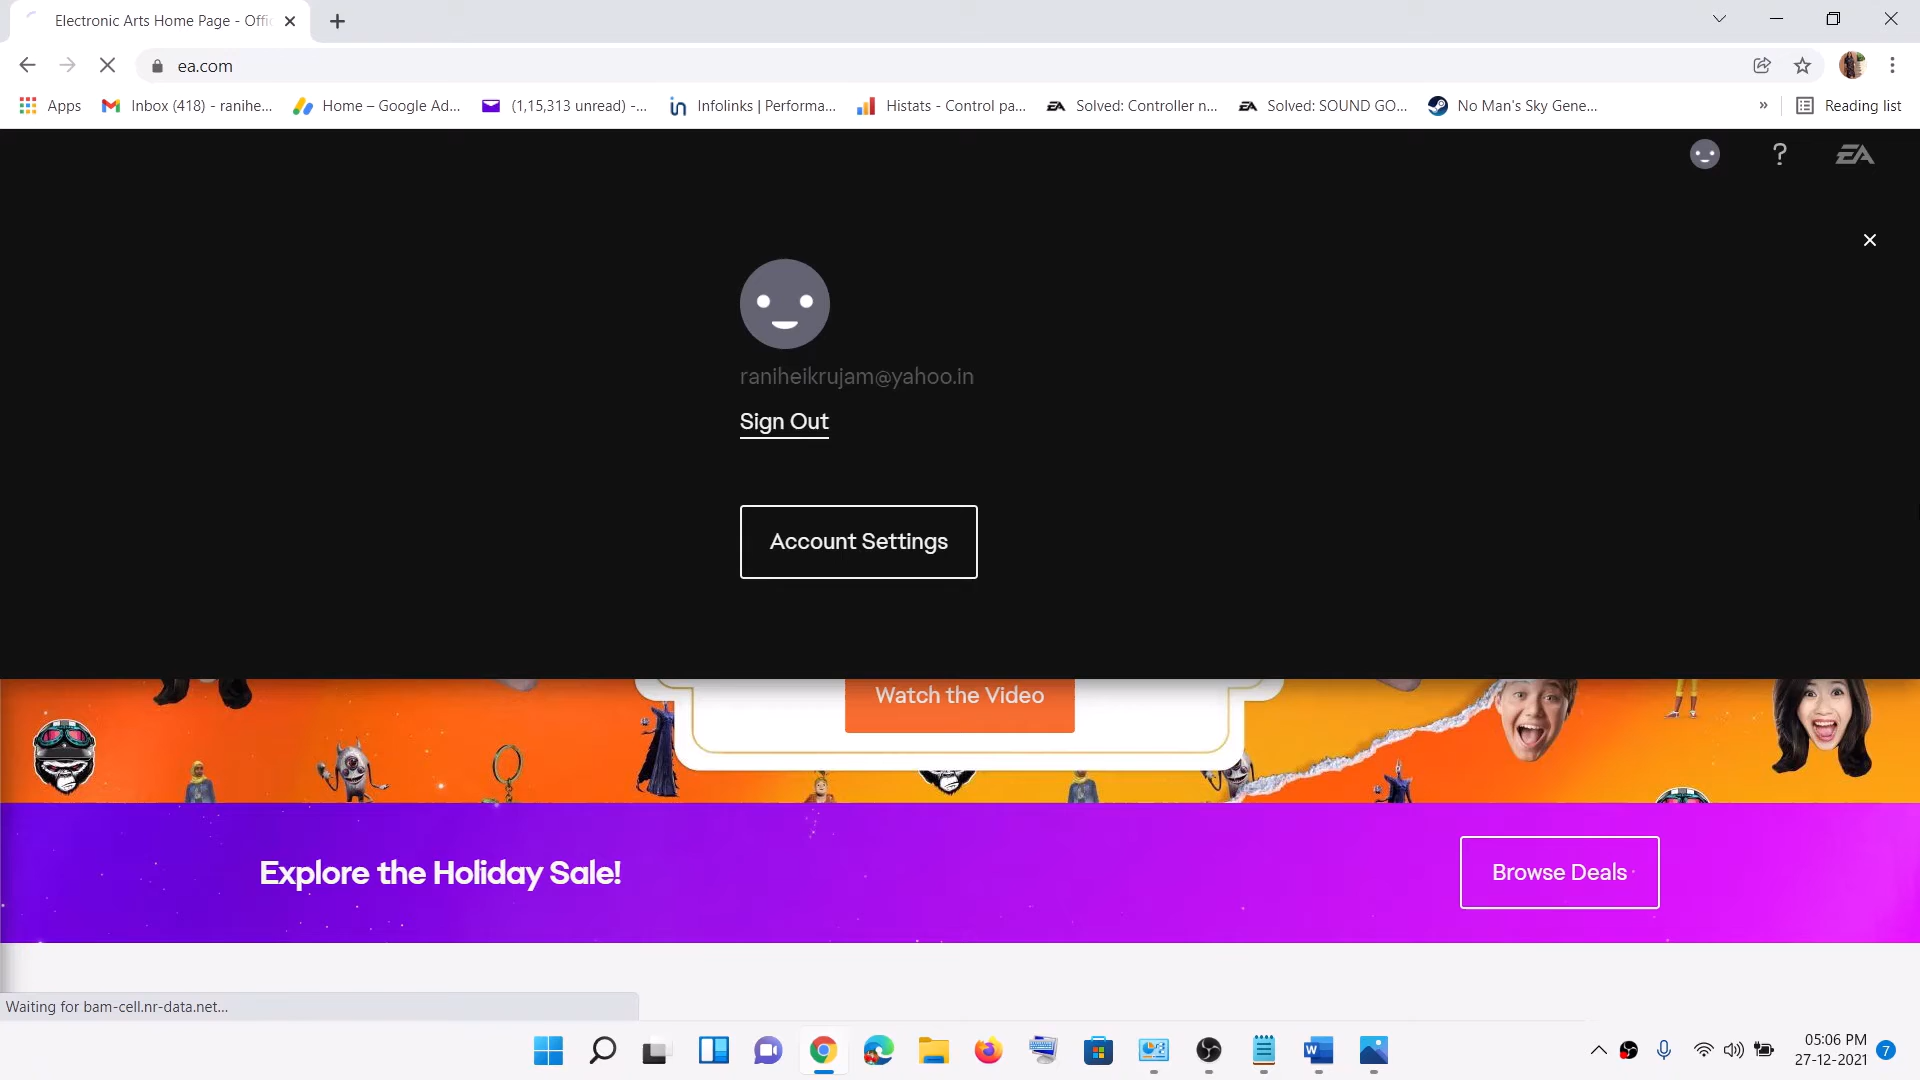 Electronic Arts Home Page - Offi
ea.com
Apps
Inbox (418) - ranihe...
Home – Google Ad...
(1,15,313 unread) -...
Infolinks | Performa...
Histats - Control pa...
Solved: Controller n...
Solved: SOUND GO...
No Man's Sky Gene...
»
Reading list
?
EA
raniheikrujam@yahoo.in
Sign Out
Account Settings
Watch the Video
Explore the Holiday Sale!
Browse Deals
Waiting for bam-cell.nr-data.net...
05:06 PM
27-12-2021
7